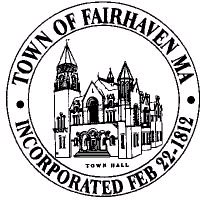 TOWN OF FAIRHAVEN MA
TOWN HALL
• INCORPORATED FEB 22-1812 •